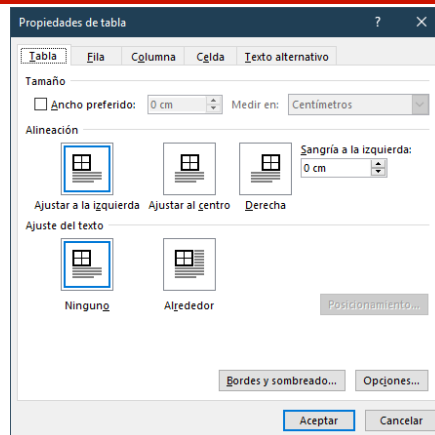 Propiedades de tabla ? ×
Tabla Fila Columna Celda Texto alternativo
Tamaño
Ancho preferido: 0 cm Medir en: Centímetros
Alineación
Sangría a la izquierda:
0 cm
Ajustar a la izquierda Ajustar al centro Derecha
Ajuste del texto
Ninguno Alrededor Posicionamiento...
Bordes y sombreado... Opciones...
Aceptar Cancelar